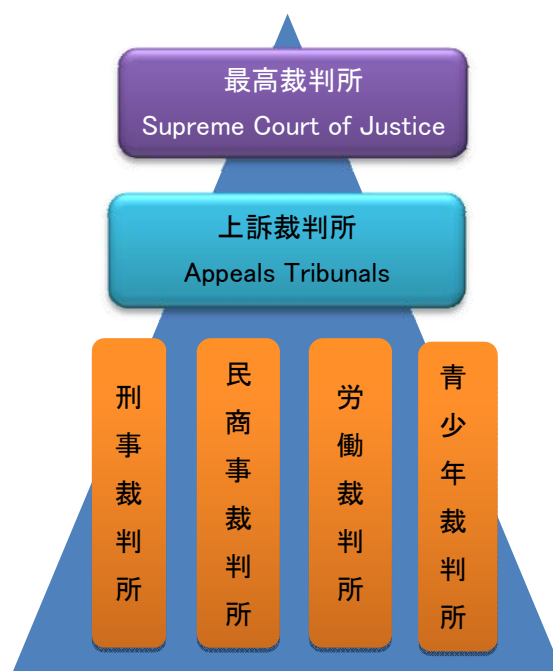 最高裁判所
Supreme Court of Justice
上訴裁判所
Appeals Tribunals
刑事裁判所
民商事裁判所
労働裁判所
青少年裁判所